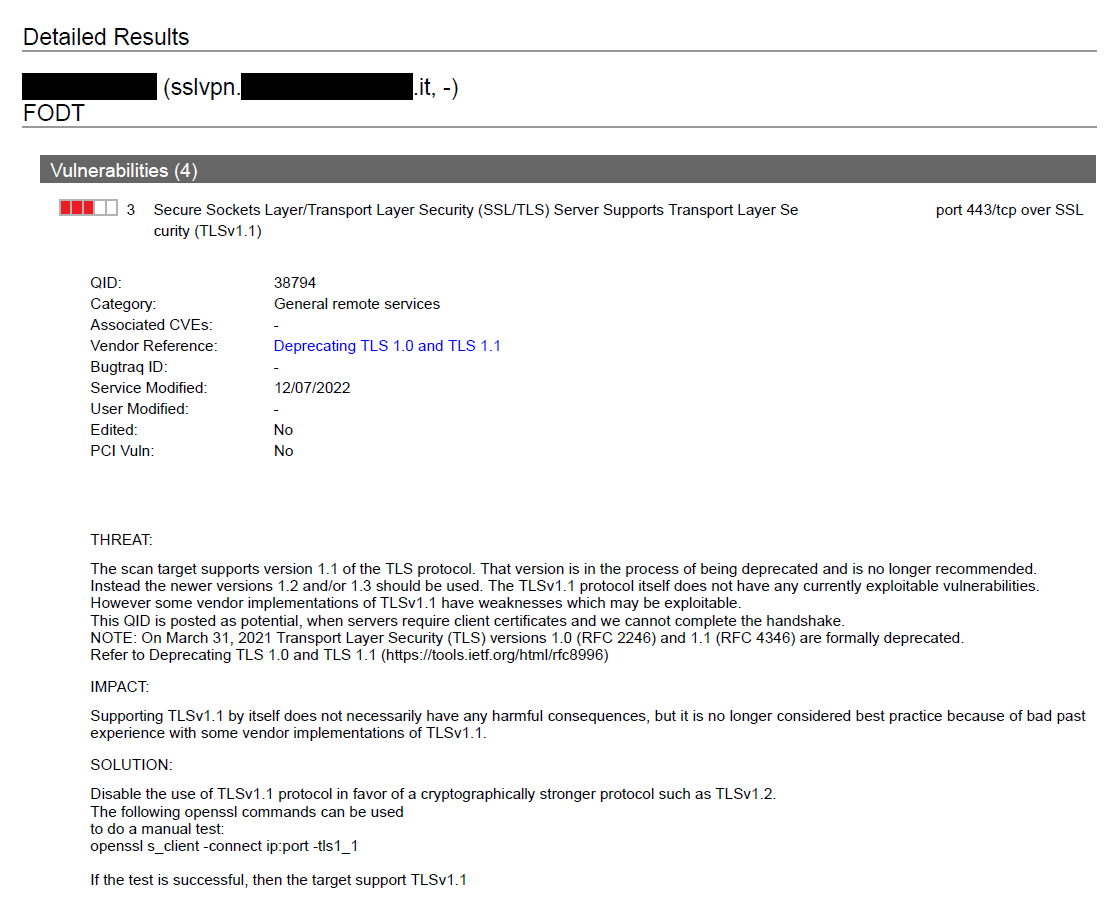 Detailed Results
(sslvpn. .it, -)
FODT
Vulnerabilities (4)
3 Secure Sockets Layer/Transport Layer Security (SSL/TLS) Server Supports Transport Layer Se port 443/tcp over SSL
curity (TLSv1.1)
QID: 38794
Category: General remote services
Associated CVEs: -
Vendor Reference: Deprecating TLS 1.0 and TLS 1.1
Bugtraq ID: -
Service Modified: 12/07/2022
User Modified: -
Edited: No
PCI Vuln: No
THREAT:
The scan target supports version 1.1 of the TLS protocol. That version is in the process of being deprecated and is no longer recommended.
Instead the newer versions 1.2 and/or 1.3 should be used. The TLSv1.1 protocol itself does not have any currently exploitable vulnerabilities.
However some vendor implementations of TLSv1.1 have weaknesses which may be exploitable.
This QID is posted as potential, when servers require client certificates and we cannot complete the handshake.
NOTE: On March 31, 2021 Transport Layer Security (TLS) versions 1.0 (RFC 2246) and 1.1 (RFC 4346) are formally deprecated.
Refer to Deprecating TLS 1.0 and TLS 1.1 (https://tools.ietf.org/html/rfc8996)
IMPACT:
Supporting TLSv1.1 by itself does not necessarily have any harmful consequences, but it is no longer considered best practice because of bad past
experience with some vendor implementations of TLSv1.1.
SOLUTION:
Disable the use of TLSv1.1 protocol in favor of a cryptographically stronger protocol such as TLSv1.2.
The following openssl commands can be used
to do a manual test:
openssl s_client -connect ip:port -tls1_1
If the test is successful, then the target support TLSv1.1